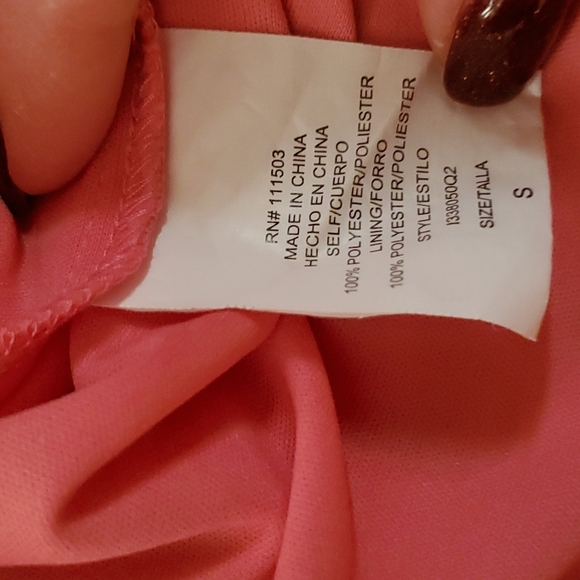 RN# 111503
MADE IN CHINA
HECHO EN CHINA
SELF/CUERPO
100% POLYESTER/POLIESTER
LINING/FORRO
100% POLYESTER/POLIESTER
STYLE/ESTILO
I338050Q2
SIZE/TALLA
S